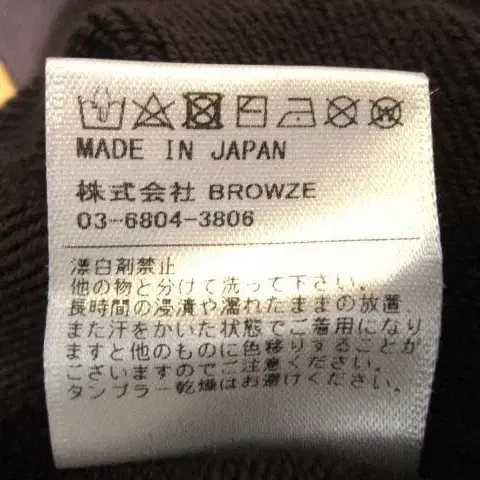 MADE IN JAPAN
株式会社 BROWZE
03-6804-3806
漂白剤禁止
他の物と分けて洗って下さい。
長時間の浸漬や濡れたままの放置、
また汗をかいた状態でご着用になり
ますと他のものに色移りすることが
ございますのでご注意ください。
タンブラー乾燥はお避けください。